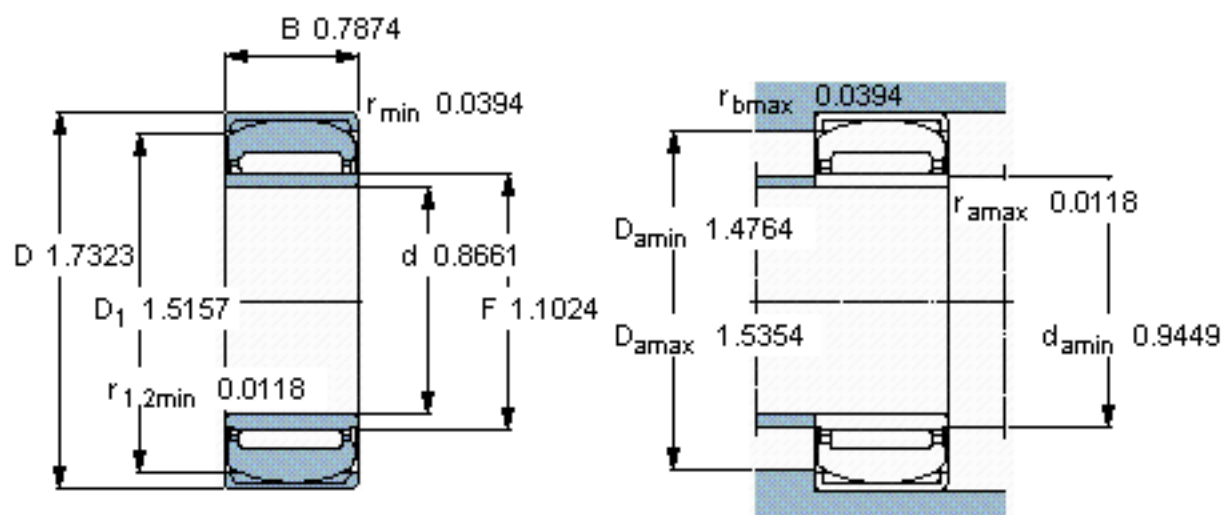 B 0.7874
r min 0.0394
D 1.7323
d 0.8661
D1 1.5157
F 1.1024
r 1,2min 0.0118
r bmax 0.0394
r amax 0.0118
D amin 1.4764
D amax 1.5354
d amin 0.9449